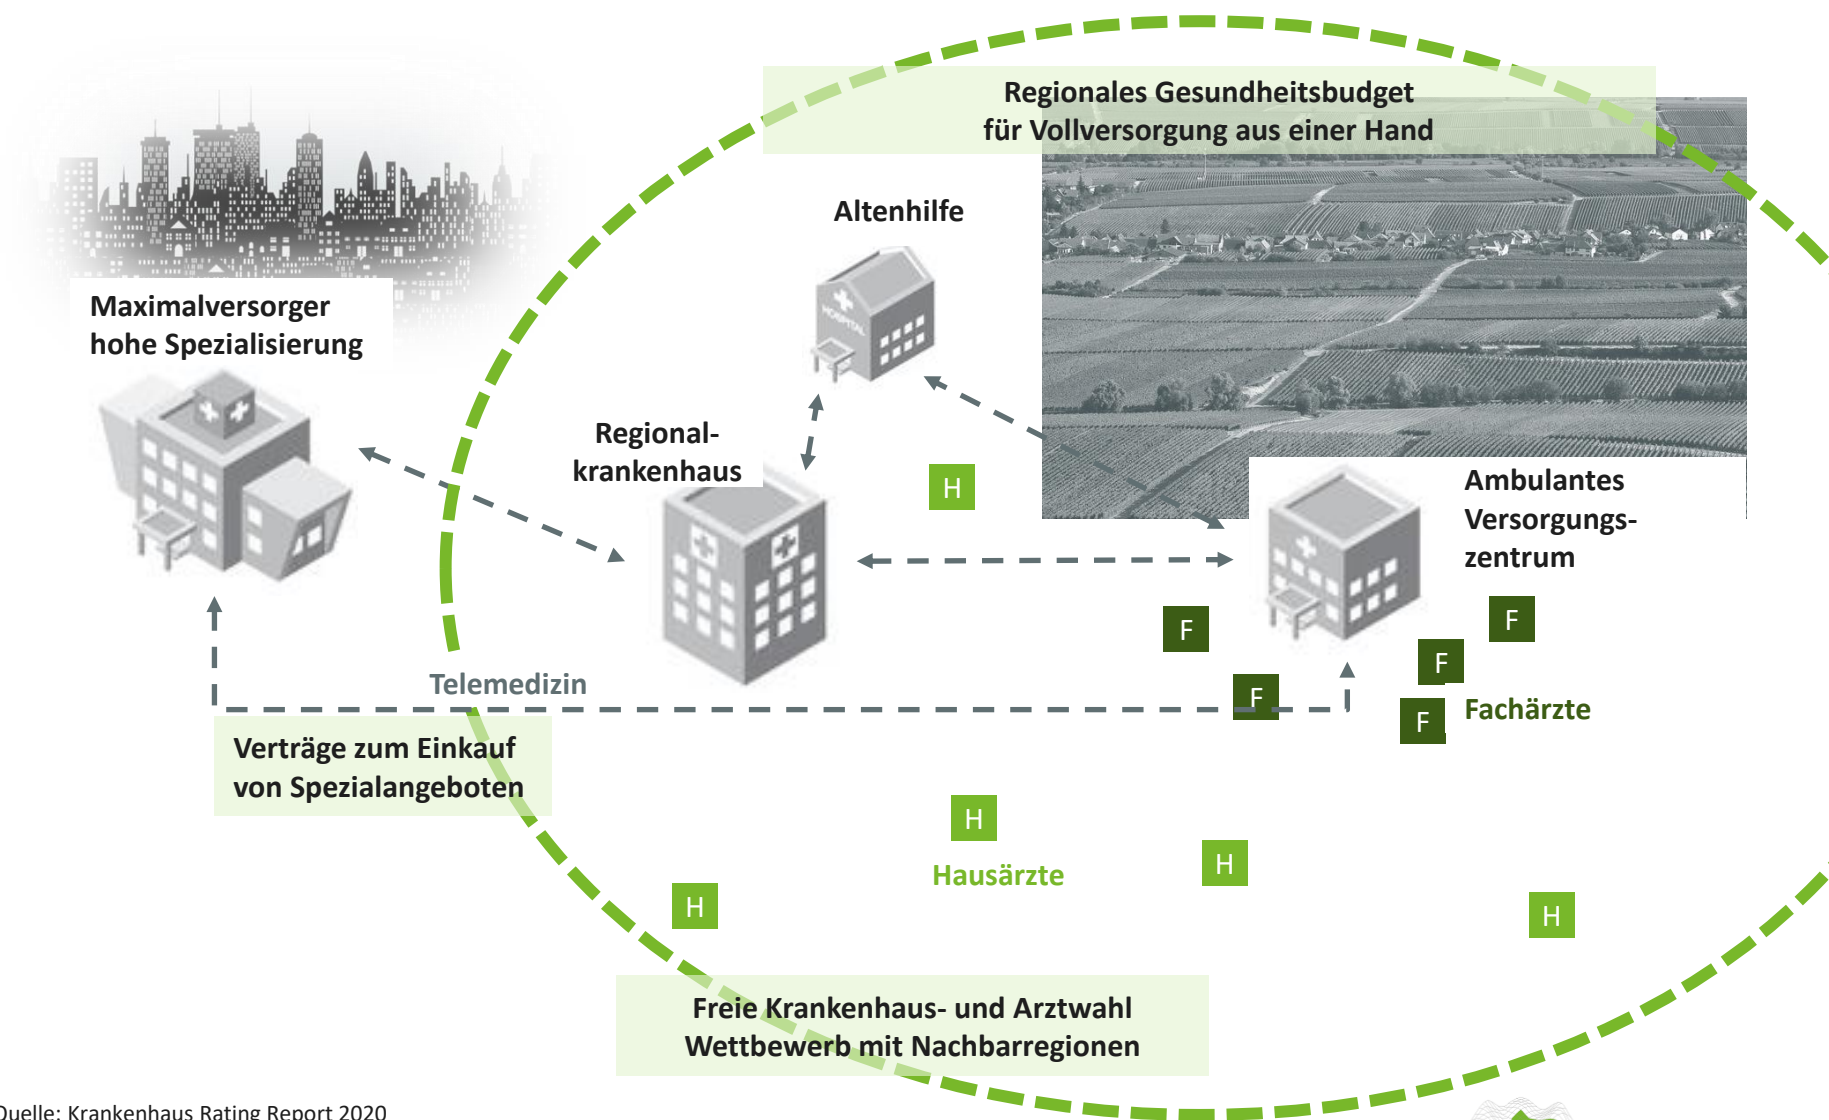 Regionales Gesundheitsbudget
für Vollversorgung aus einer Hand
Altenhilfe
HOSPITAL
Maximalversorger
hohe Spezialisierung
Regional-
krankenhaus
H
Ambulantes
Versorgungs-
zentrum
F
F
F
F
F
Fachärzte
Telemedizin
Verträge zum Einkauf
von Spezialangeboten
H
Hausärzte
H
H
H
Freie Krankenhaus- und Arztwahl
Wettbewerb mit Nachbarregionen
Quelle: Krankenhaus Rating Report 2020